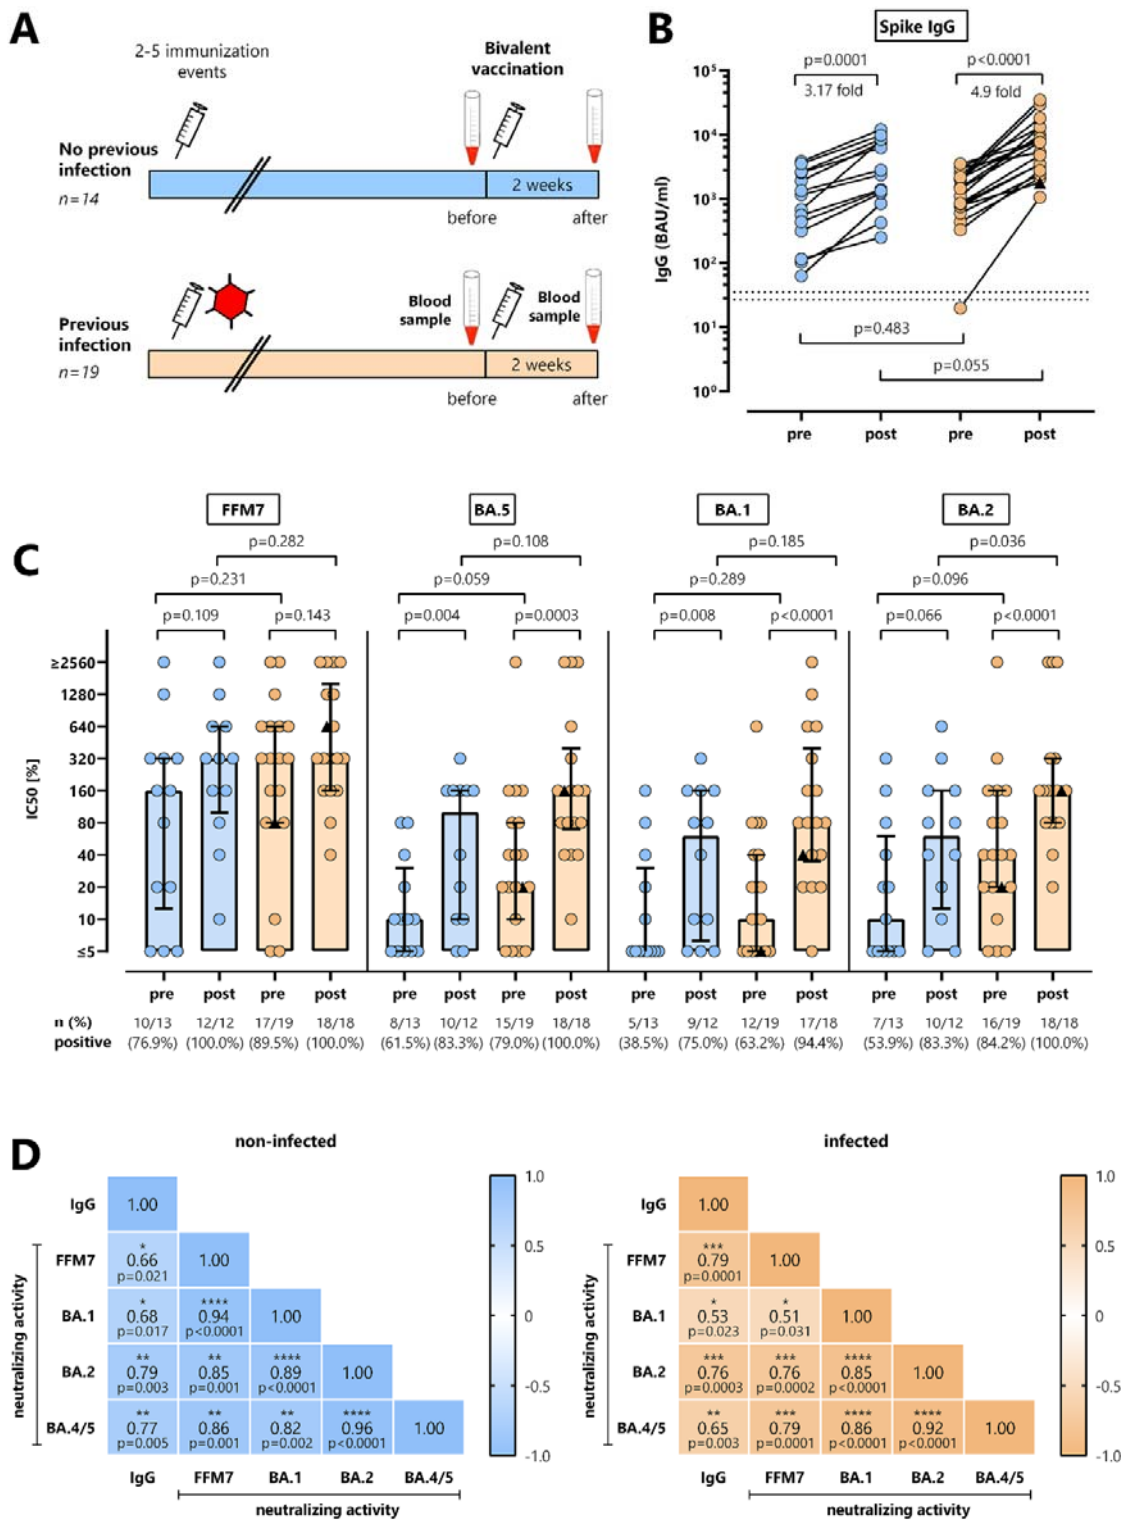 A
2-5 immunization
events
Bivalent
vaccination
No previous
infection
n=14
2 weeks
before
after
Previous
infection
n=19
Blood
sample
Blood
sample
2 weeks
before
after
B
Spike IgG
p=0.0001
p<0.0001
3.17 fold
4.9 fold
IgG (BAU/ml)
10⁵
10⁴
10³
10²
10¹
10⁰
p=0.483
p=0.055
pre
post
pre
post
C
FFM7
BA.5
BA.1
BA.2
p=0.282
p=0.108
p=0.185
p=0.036
p=0.231
p=0.059
p=0.289
p=0.096
p=0.109
p=0.143
p=0.004
p=0.0003
p=0.008
p<0.0001
p=0.066
p<0.0001
IC50 [%]
≥2560
1280
640
320
160
80
40
20
10
≤5
pre post pre post pre post pre post pre post pre post pre post pre post
n (%) 10/13 12/12 17/19 18/18 8/13 10/12 15/19 18/18 5/13 9/12 12/19 17/18 7/13 10/12 16/19 18/18
positive (76.9%) (100.0%) (89.5%) (100.0%) (61.5%) (83.3%) (79.0%) (100.0%) (38.5%) (75.0%) (63.2%) (94.4%) (53.9%) (83.3%) (84.2%) (100.0%)
D
non-infected
neutralizing activity
IgG 1.00
*
FFM7 0.66 1.00
p=0.021
* ****
BA.1 0.68 0.94 1.00
p=0.017 p<0.0001
** ** ****
BA.2 0.79 0.85 0.89 1.00
p=0.003 p=0.001 p<0.0001
** ** ** ****
BA.4/5 0.77 0.86 0.82 0.96 1.00
p=0.005 p=0.001 p=0.002 p<0.0001
IgG FFM7 BA.1 BA.2 BA.4/5
neutralizing activity
1.0
0.5
0
-0.5
-1.0
infected
neutralizing activity
IgG 1.00
***
FFM7 0.79 1.00
p=0.0001
* *
BA.1 0.53 0.51 1.00
p=0.023 p=0.031
*** *** ****
BA.2 0.76 0.76 0.85 1.00
p=0.0003 p=0.0002 p<0.0001
** *** **** ****
BA.4/5 0.65 0.79 0.86 0.92 1.00
p=0.003 p=0.0001 p<0.0001 p<0.0001
IgG FFM7 BA.1 BA.2 BA.4/5
neutralizing activity
1.0
0.5
0
-0.5
-1.0